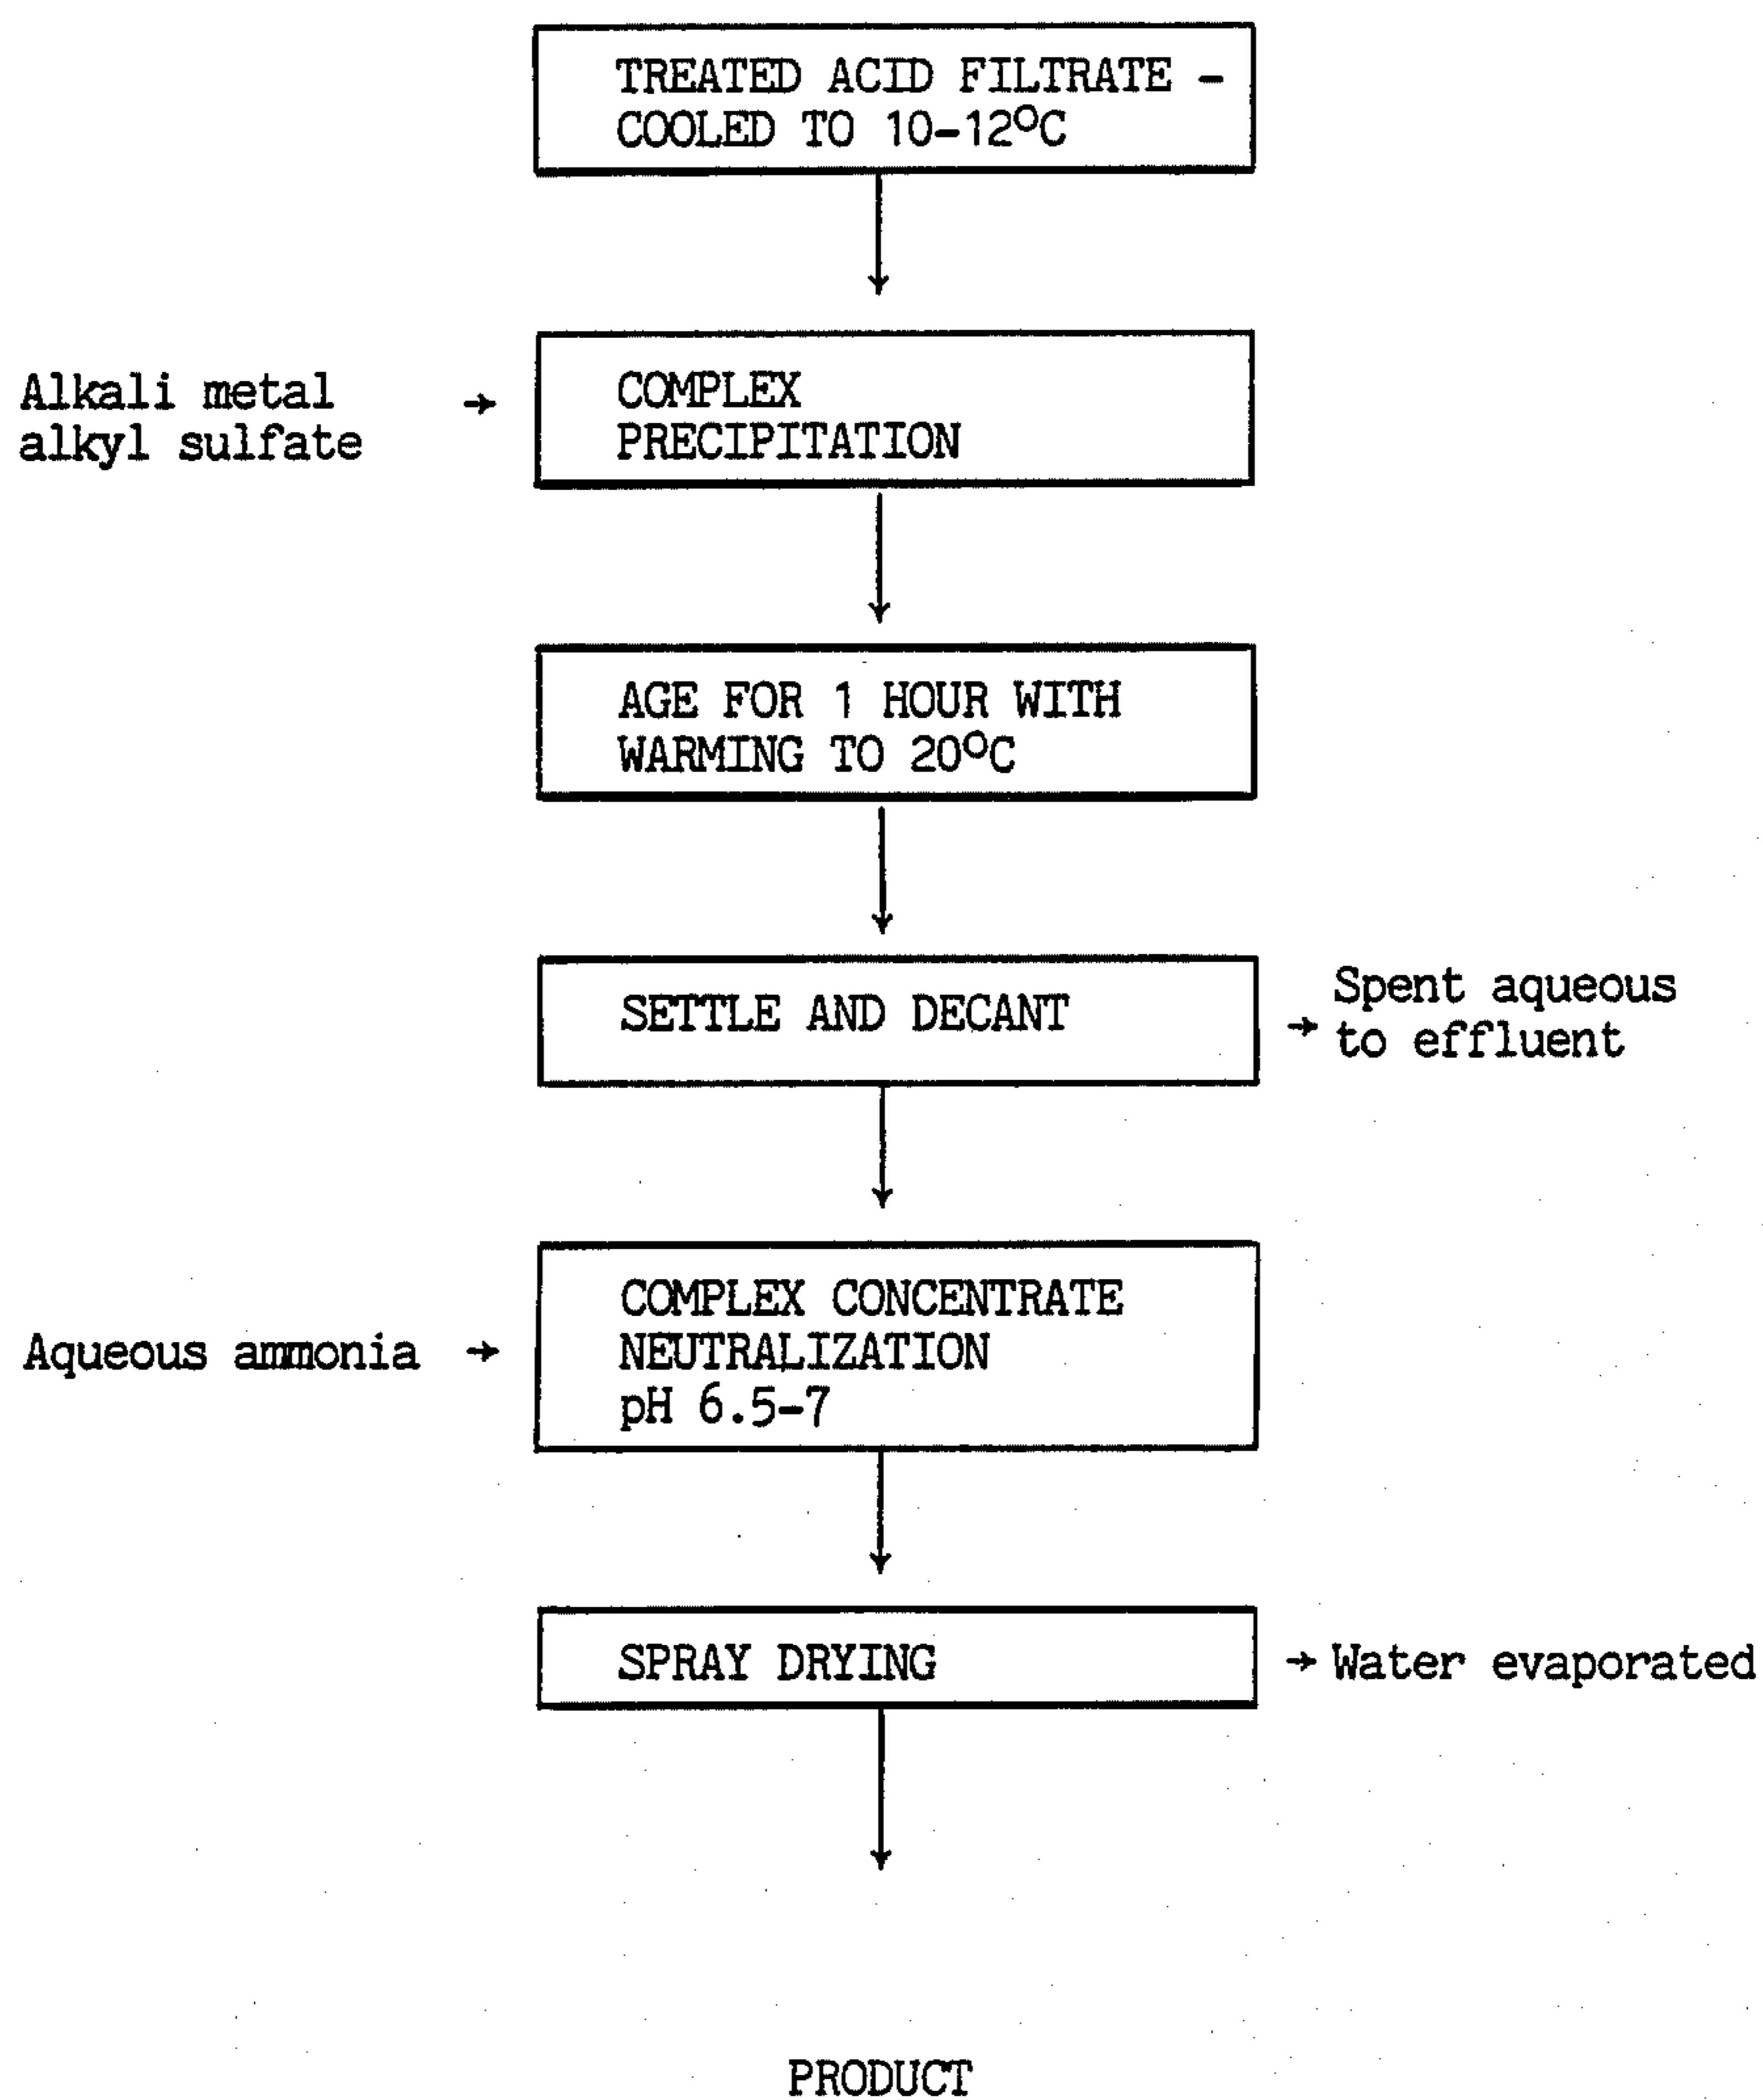 TREATED ACID FILTRATE –
COOLED TO 10–12°C
Alkali metal
alkyl sulfate
COMPLEX
PRECIPITATION
AGE FOR 1 HOUR WITH
WARMING TO 20°C
SETTLE AND DECANT
Spent aqueous
to effluent
Aqueous ammonia
COMPLEX CONCENTRATE
NEUTRALIZATION
pH 6.5–7
SPRAY DRYING
Water evaporated
PRODUCT